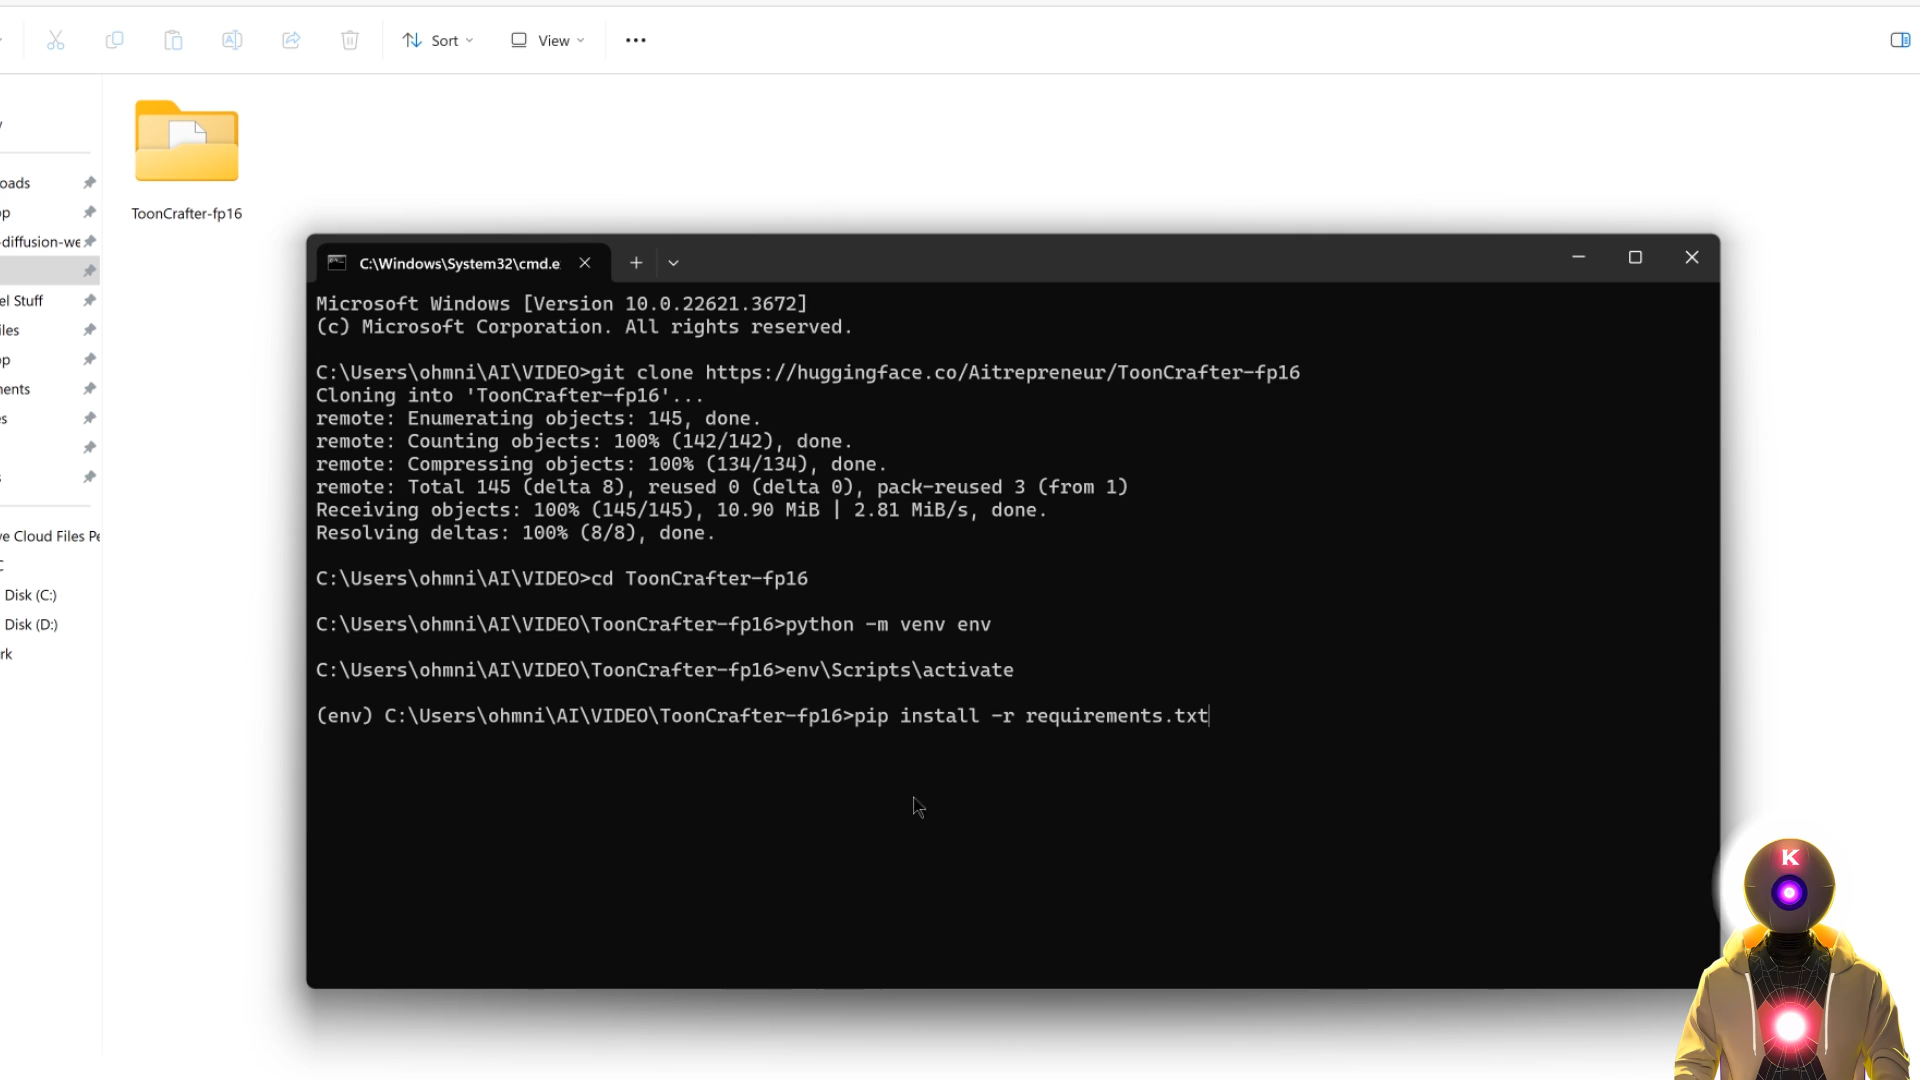 Sort
View
ToonCrafter-fp16
oads
op
-diffusion-we
el Stuff
iles
op
nents
es
ve Cloud Files Pe
Disk (C:)
Disk (D:)
rk
C:\Windows\System32\cmd.e
Microsoft Windows [Version 10.0.22621.3672]
(c) Microsoft Corporation. All rights reserved.
C:\Users\ohmni\AI\VIDEO>git clone https://huggingface.co/Aitrepreneur/ToonCrafter-fp16
Cloning into 'ToonCrafter-fp16'...
remote: Enumerating objects: 145, done.
remote: Counting objects: 100% (142/142), done.
remote: Compressing objects: 100% (134/134), done.
remote: Total 145 (delta 8), reused 0 (delta 0), pack-reused 3 (from 1)
Receiving objects: 100% (145/145), 10.90 MiB | 2.81 MiB/s, done.
Resolving deltas: 100% (8/8), done.
C:\Users\ohmni\AI\VIDEO>cd ToonCrafter-fp16
C:\Users\ohmni\AI\VIDEO\ToonCrafter-fp16>python -m venv env
C:\Users\ohmni\AI\VIDEO\ToonCrafter-fp16>env\Scripts\activate
(env) C:\Users\ohmni\AI\VIDEO\ToonCrafter-fp16>pip install -r requirements.txt
K